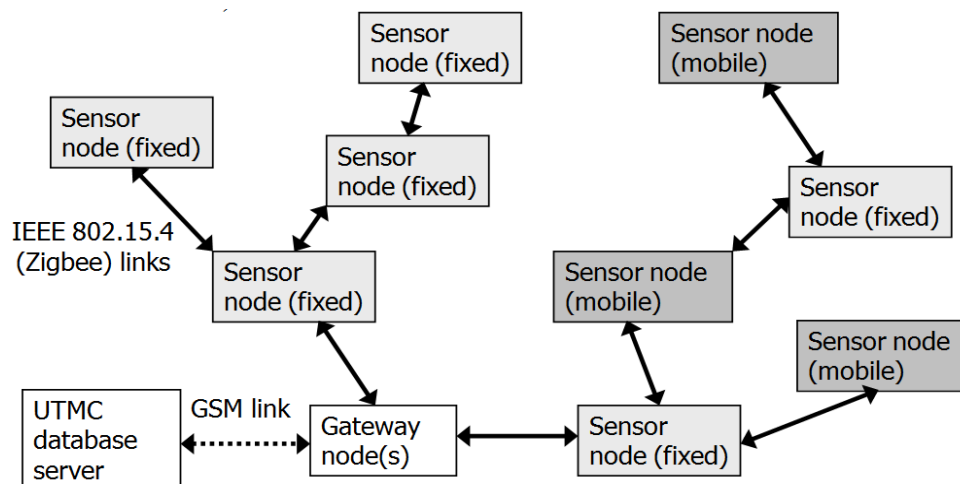 Sensor
node (fixed)
Sensor node
(mobile)
Sensor
node (fixed)
Sensor
node (fixed)
Sensor
node (fixed)
IEEE 802.15.4
(Zigbee) links
Sensor
node (fixed)
Sensor node
(mobile)
Sensor node
(mobile)
UTMC
database
server
GSM link
Gateway
node(s)
Sensor
node (fixed)